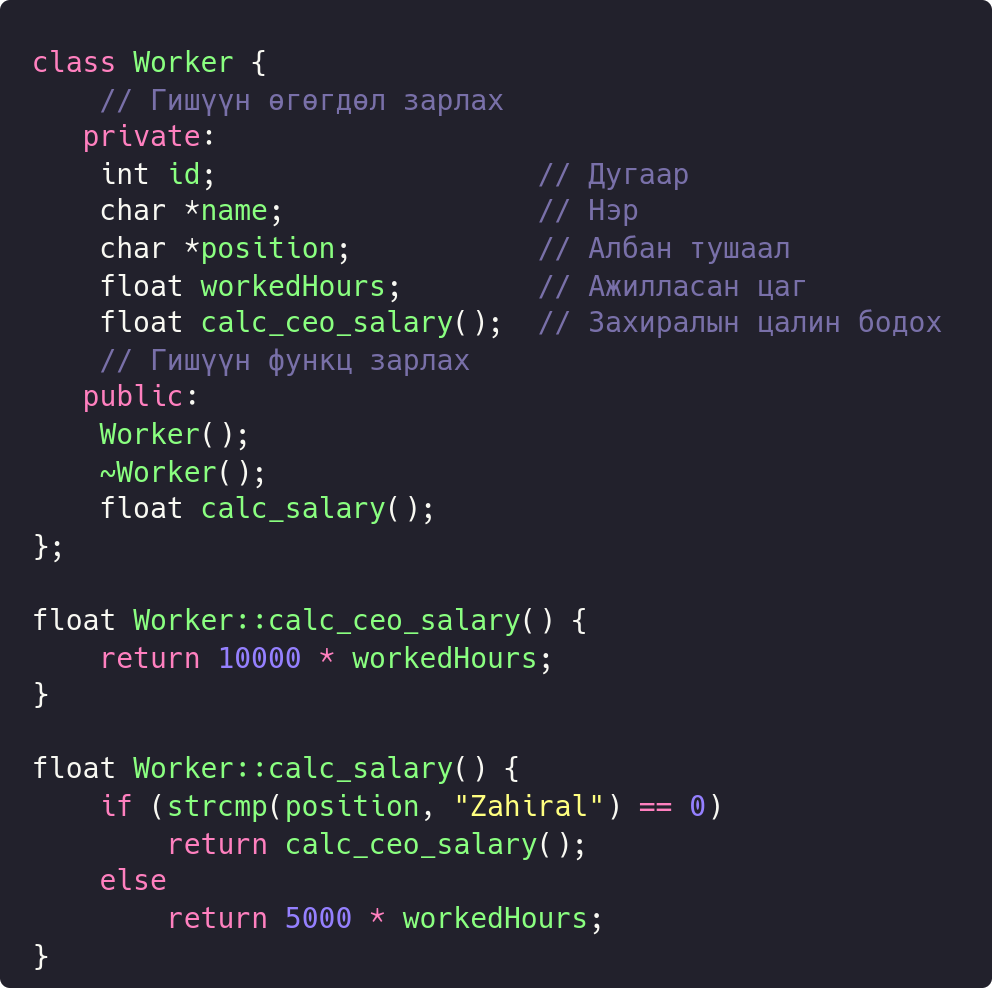 class Worker {
    // Гишүүн өгөгдөл зарлах
   private:
    int id;                   // Дугаар
    char *name;               // Нэр
    char *position;           // Албан тушаал
    float workedHours;        // Ажилласан цаг
    float calc_ceo_salary();  // Захиралын цалин бодох
    // Гишүүн функц зарлах
   public:
    Worker();
    ~Worker();
    float calc_salary();
};

float Worker::calc_ceo_salary() {
    return 10000 * workedHours;
}

float Worker::calc_salary() {
    if (strcmp(position, "Zahiral") == 0)
        return calc_ceo_salary();
    else
        return 5000 * workedHours;
}